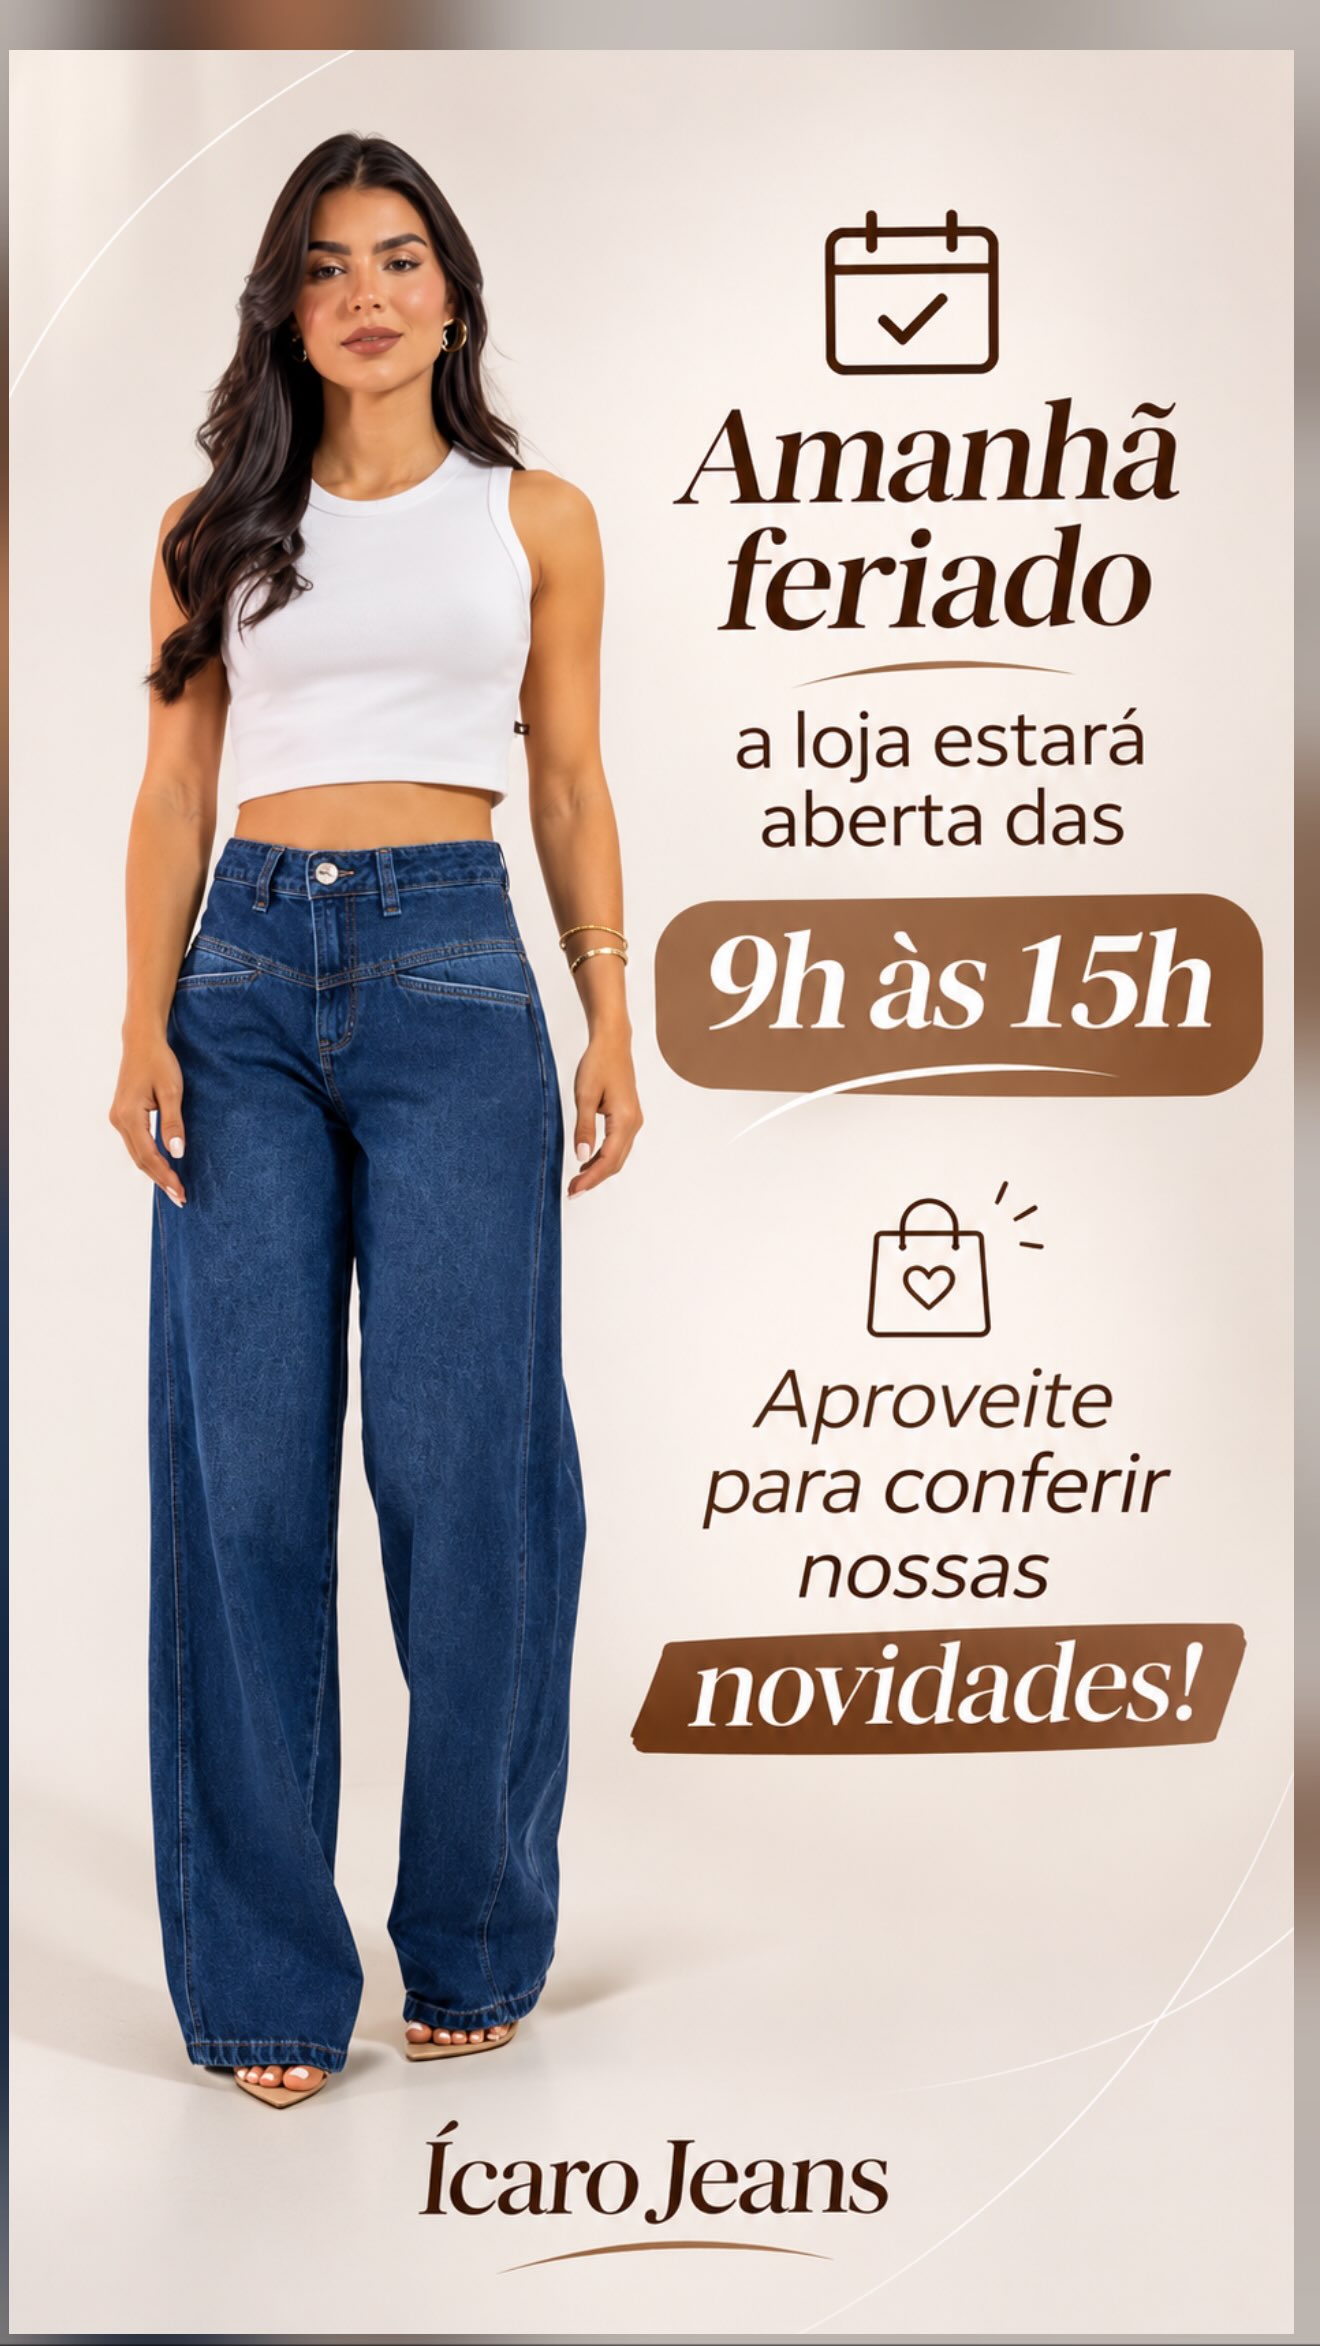 Amanhã
feriado
a loja estará
aberta das
9h às 15h
Aproveite
para conferir
nossas
novidades!
Ícaro Jeans